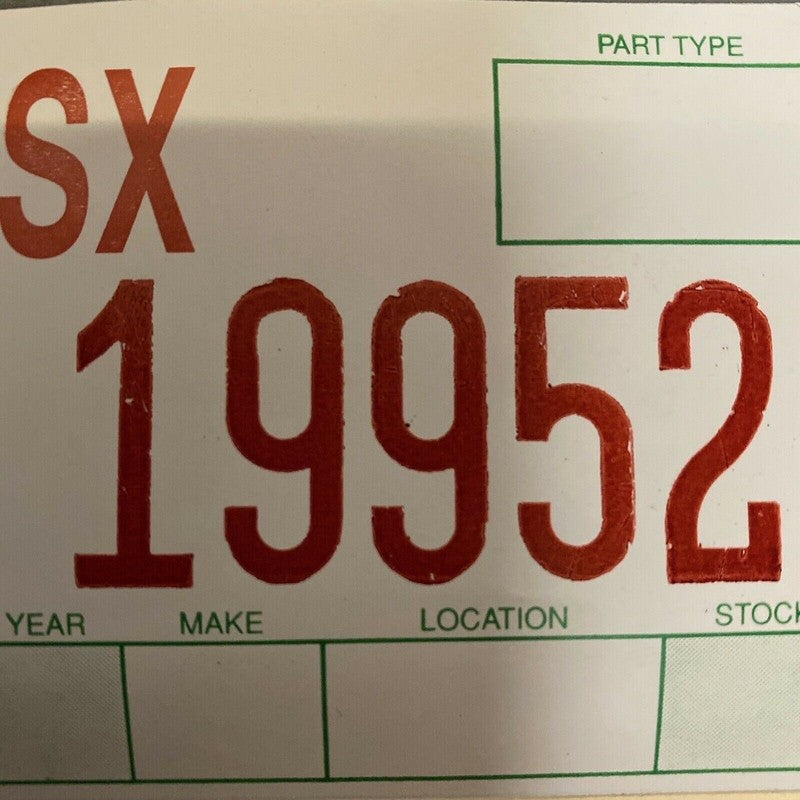 PART TYPE
SX
19952
YEAR MAKE LOCATION STOCK